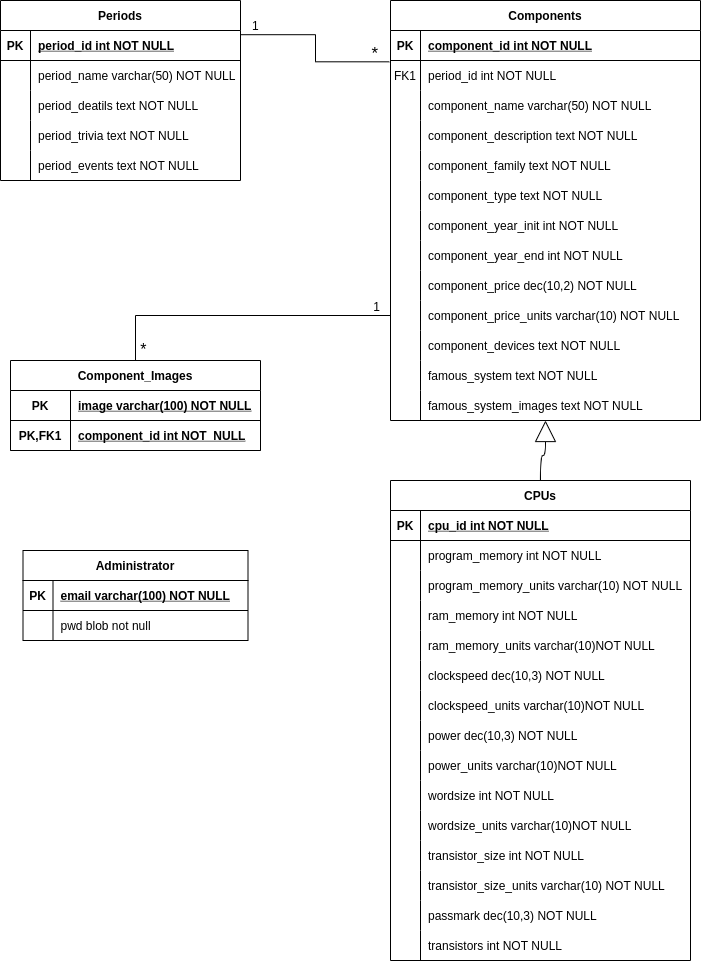 Periods
PK period_id int NOT NULL
period_name varchar(50) NOT NULL
period_deatils text NOT NULL
period_trivia text NOT NULL
period_events text NOT NULL
1
*
Components
PK component_id int NOT NULL
FK1 period_id int NOT NULL
component_name varchar(50) NOT NULL
component_description text NOT NULL
component_family text NOT NULL
component_type text NOT NULL
component_year_init int NOT NULL
component_year_end int NOT NULL
component_price dec(10,2) NOT NULL
component_price_units varchar(10) NOT NULL
component_devices text NOT NULL
famous_system text NOT NULL
famous_system_images text NOT NULL
1
*
Component_Images
PK image varchar(100) NOT NULL
PK,FK1 component_id int NOT NULL
CPUs
PK cpu_id int NOT NULL
program_memory int NOT NULL
program_memory_units varchar(10) NOT NULL
ram_memory int NOT NULL
ram_memory_units varchar(10)NOT NULL
clockspeed dec(10,3) NOT NULL
clockspeed_units varchar(10)NOT NULL
power dec(10,3) NOT NULL
power_units varchar(10)NOT NULL
wordsize int NOT NULL
wordsize_units varchar(10)NOT NULL
transistor_size int NOT NULL
transistor_size_units varchar(10) NOT NULL
passmark dec(10,3) NOT NULL
transistors int NOT NULL
Administrator
PK email varchar(100) NOT NULL
pwd blob not null